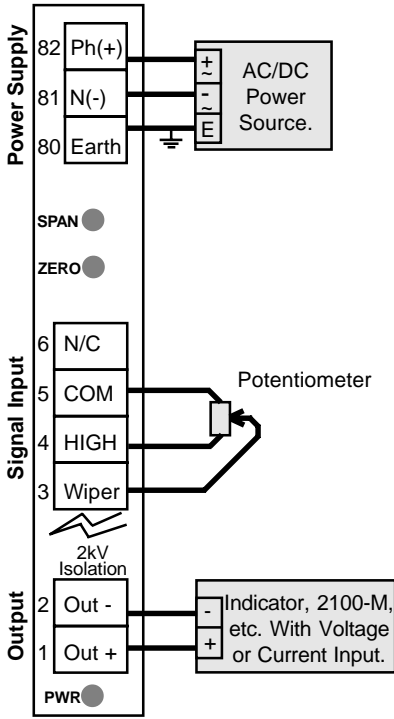 Power Supply
82 Ph(+)
81 N(-)
80 Earth
+
~
-
~
E
AC/DC
Power
Source.
SPAN
ZERO
Signal Input
6 N/C
5 COM
4 HIGH
3 Wiper
Potentiometer
2kV
Isolation
Output
2 Out -
1 Out +
-
+
Indicator, 2100-M,
etc. With Voltage
or Current Input.
PWR